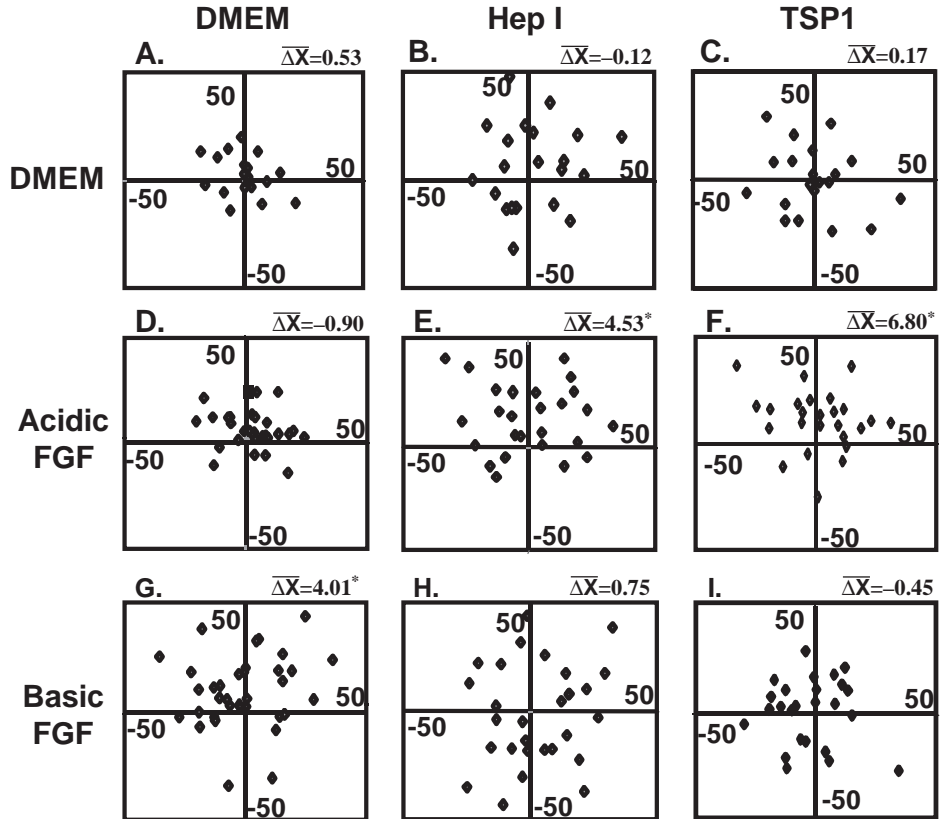 DMEM Hep I TSP1
A. ΔX=0.53 B. ΔX=–0.12 C. ΔX=0.17
50 50 50
DMEM
50 50 50
-50 -50 -50
-50 -50 -50
D. ΔX=–0.90 E. ΔX=4.53* F. ΔX=6.80*
50 50 50
Acidic
FGF
50 50 50
-50 -50 -50
-50 -50 -50
G. ΔX=4.01* H. ΔX=0.75 I. ΔX=–0.45
50 50 50
Basic
FGF
50 50 50
-50 -50 -50
-50 -50 -50